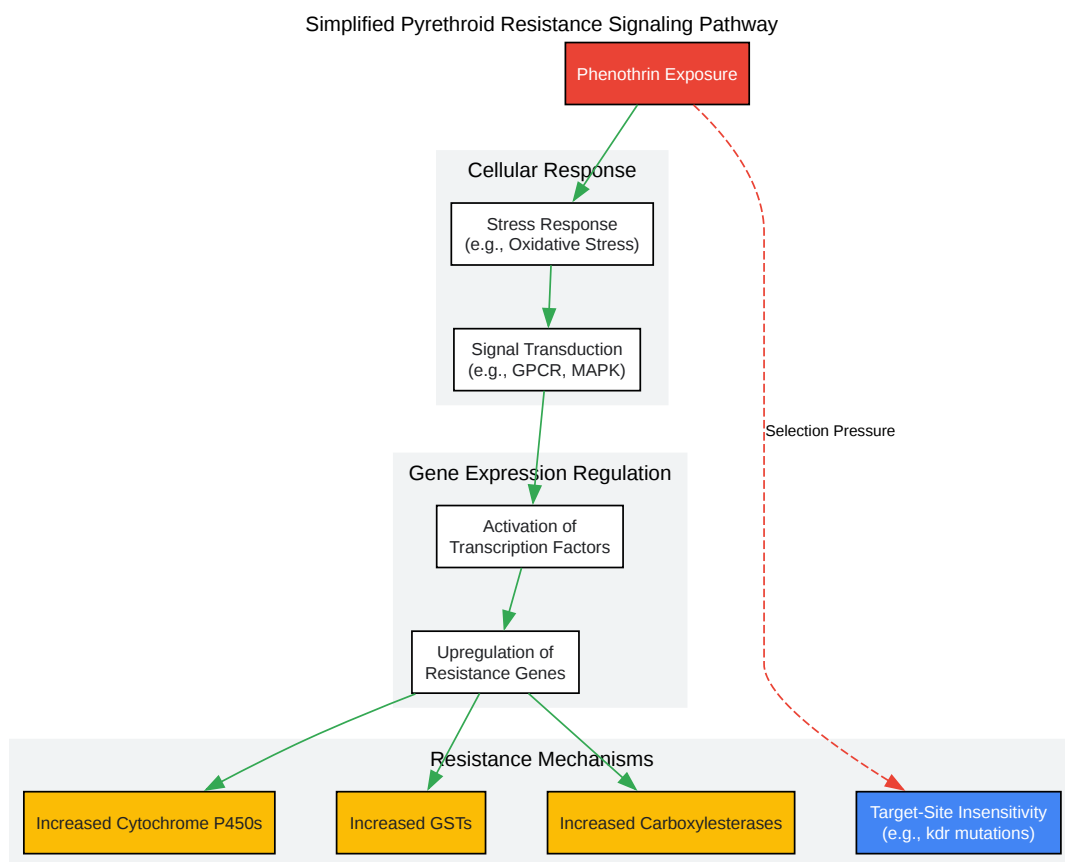 Simplified Pyrethroid Resistance Signaling Pathway
Phenothrin Exposure
Cellular Response
Stress Response
(e.g., Oxidative Stress)
Signal Transduction
(e.g., GPCR, MAPK)
Selection Pressure
Gene Expression Regulation
Activation of
Transcription Factors
Upregulation of
Resistance Genes
Resistance Mechanisms
Increased Cytochrome P450s
Increased GSTs
Increased Carboxylesterases
Target-Site Insensitivity
(e.g., kdr mutations)